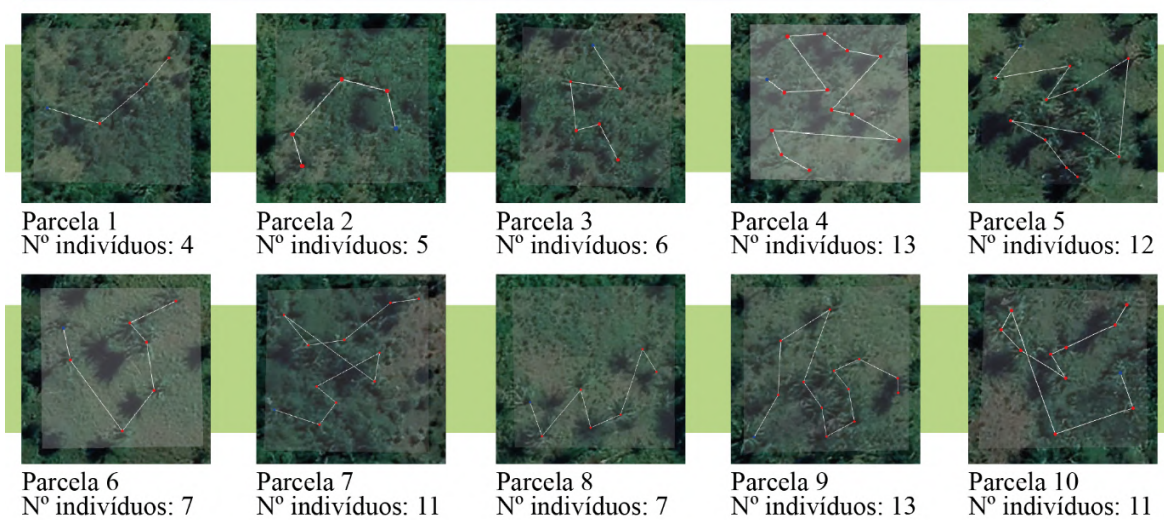 Parcela 1
Nº indivíduos: 4
Parcela 2
Nº indivíduos: 5
Parcela 3
Nº indivíduos: 6
Parcela 4
Nº indivíduos: 13
Parcela 5
Nº indivíduos: 12
Parcela 6
Nº indivíduos: 7
Parcela 7
Nº indivíduos: 11
Parcela 8
Nº indivíduos: 7
Parcela 9
Nº indivíduos: 13
Parcela 10
Nº indivíduos: 11